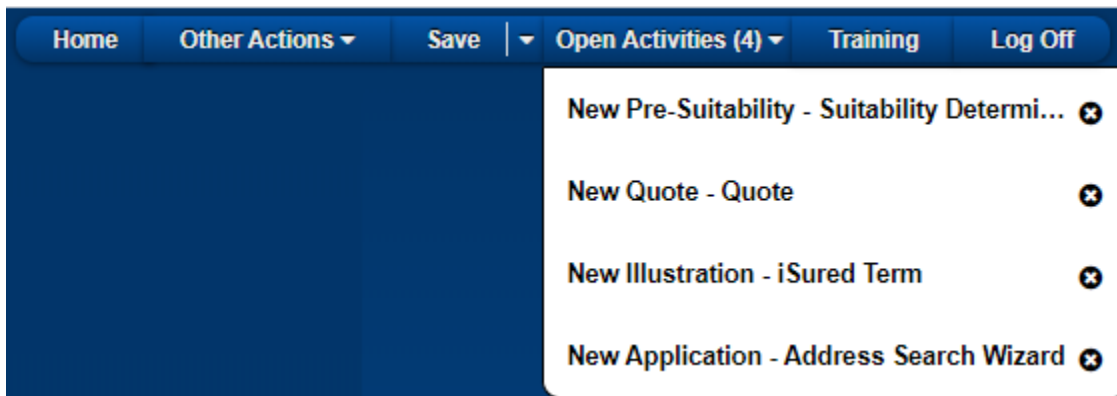 Home Other Actions Save Open Activities (4) Training Log Off
New Pre-Suitability - Suitability Determi...
New Quote - Quote
New Illustration - iSured Term
New Application - Address Search Wizard